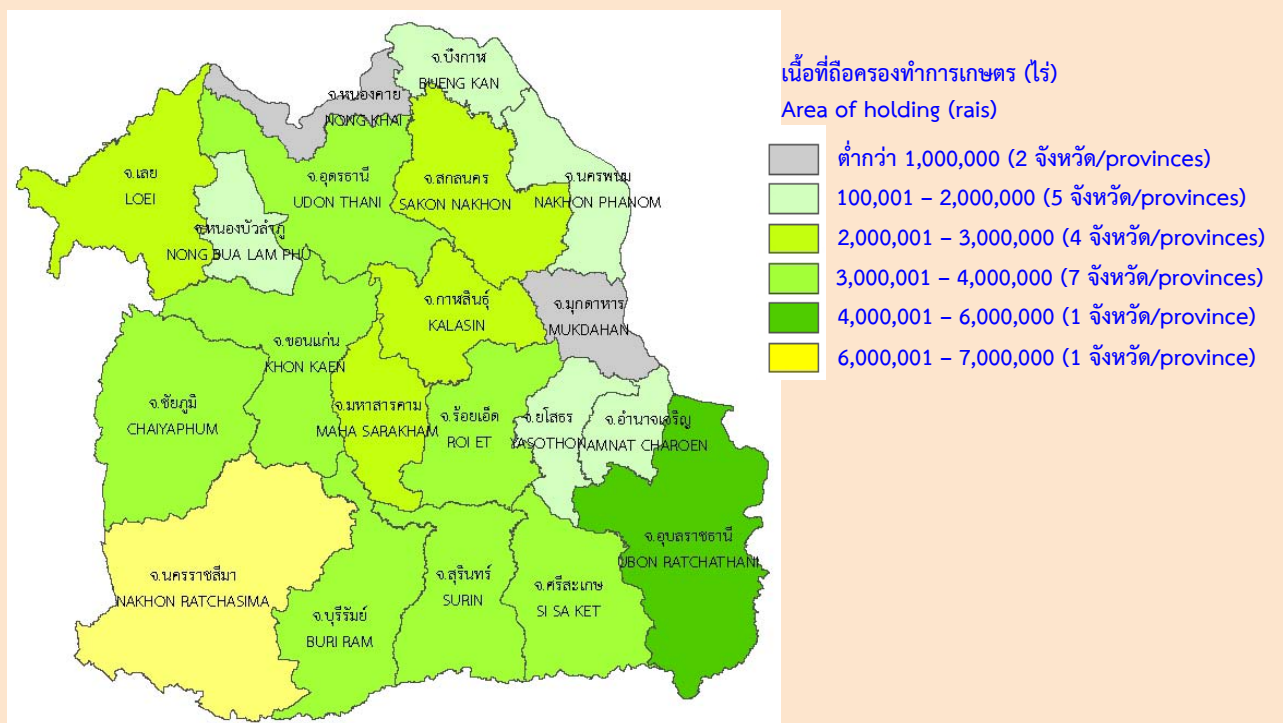 จ.บึงกาฬ
BUENG KAN
จ.หนองคาย
NONG KHAI
จ.เลย
LOEI
จ.อุดรธานี
UDON THANI
จ.สกลนคร
SAKON NAKHON
จ.นครพนม
NAKHON PHANOM
จ.หนองบัวลำภู
NONG BUA LAM PHU
จ.กาฬสินธุ์
KALASIN
จ.มุกดาหาร
MUKDAHAN
จ.ขอนแก่น
KHON KAEN
จ.ชัยภูมิ
CHAIYAPHUM
จ.มหาสารคาม
MAHA SARAKHAM
จ.ร้อยเอ็ด
ROI ET
จ.ยโสธร
YASOTHON
จ.อำนาจเจริญ
AMNAT CHAROEN
จ.อุบลราชธานี
UBON RATCHATHANI
จ.นครราชสีมา
NAKHON RATCHASIMA
จ.บุรีรัมย์
BURI RAM
จ.สุรินทร์
SURIN
จ.ศรีสะเกษ
SI SA KET
เนื้อที่ถือครองทำการเกษตร (ไร่)
Area of holding (rais)
ต่ำกว่า 1,000,000 (2 จังหวัด/provinces)
100,001 – 2,000,000 (5 จังหวัด/provinces)
2,000,001 – 3,000,000 (4 จังหวัด/provinces)
3,000,001 – 4,000,000 (7 จังหวัด/provinces)
4,000,001 – 6,000,000 (1 จังหวัด/province)
6,000,001 – 7,000,000 (1 จังหวัด/province)